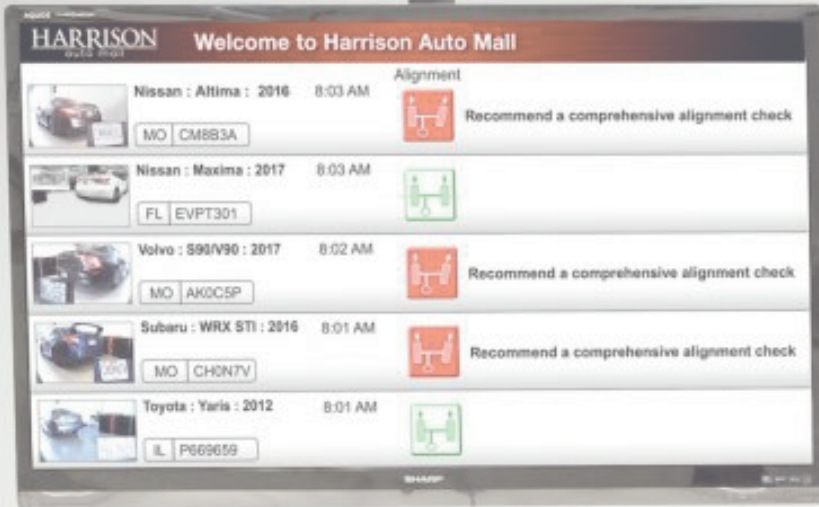 HARRISON
auto mall
Welcome to Harrison Auto Mall
Alignment
Nissan : Altima : 2016 8:03 AM
MO CM8B3A
Recommend a comprehensive alignment check
Nissan : Maxima : 2017 8:03 AM
FL EVPT301
Volvo : S90/V90 : 2017 8:02 AM
MO AK0C5P
Recommend a comprehensive alignment check
Subaru : WRX STI : 2016 8:01 AM
MO CH0N7V
Recommend a comprehensive alignment check
Toyota : Yaris : 2012 8:01 AM
IL P669659
SHARP